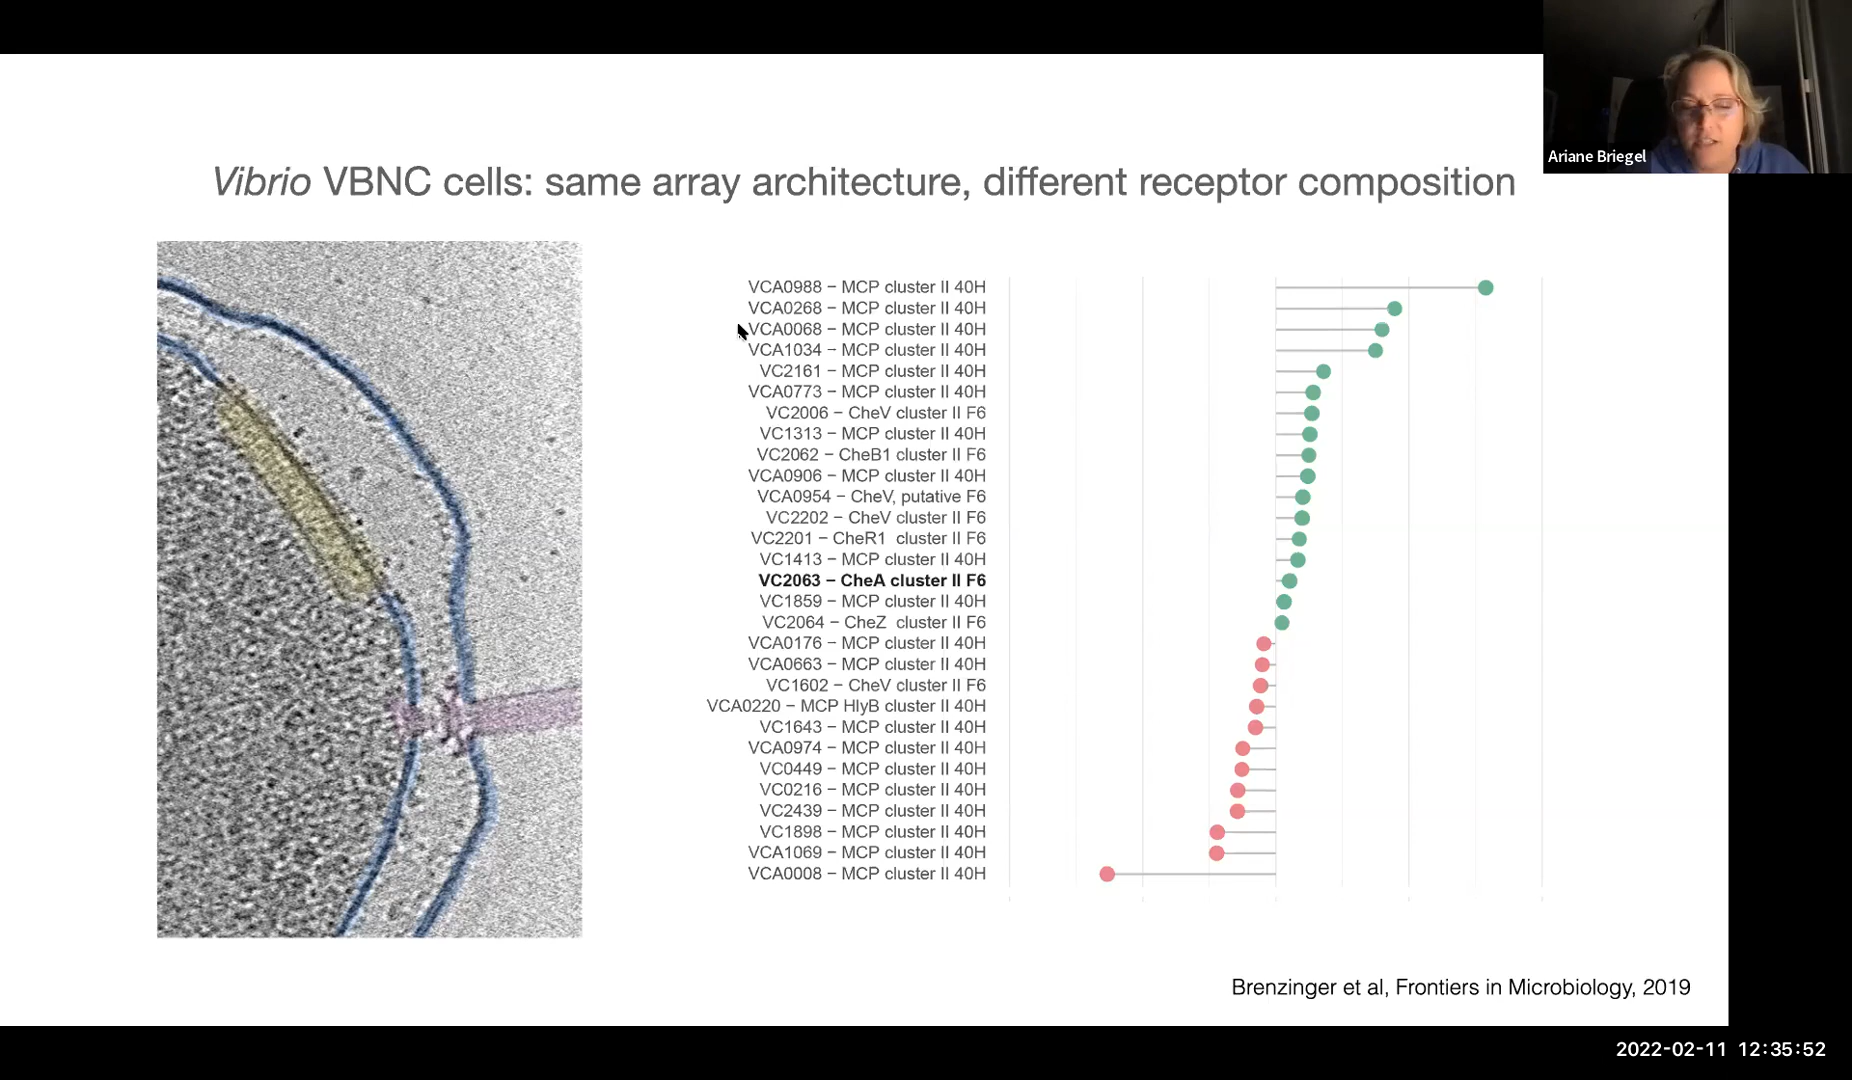 Ariane Briegel
Vibrio VBNC cells: same array architecture, different receptor composition
VCA0988 − MCP cluster II 40H
VCA0268 − MCP cluster II 40H
VCA0068 − MCP cluster II 40H
VCA1034 − MCP cluster II 40H
VC2161 − MCP cluster II 40H
VCA0773 − MCP cluster II 40H
VC2006 − CheV cluster II F6
VC1313 − MCP cluster II 40H
VC2062 − CheB1 cluster II F6
VCA0906 − MCP cluster II 40H
VCA0954 − CheV, putative F6
VC2202 − CheV cluster II F6
VC2201 − CheR1 cluster II F6
VC1413 − MCP cluster II 40H
VC2063 − CheA cluster II F6
VC1859 − MCP cluster II 40H
VC2064 − CheZ cluster II F6
VCA0176 − MCP cluster II 40H
VCA0663 − MCP cluster II 40H
VC1602 − CheV cluster II F6
VCA0220 − MCP HlyB cluster II 40H
VC1643 − MCP cluster II 40H
VCA0974 − MCP cluster II 40H
VC0449 − MCP cluster II 40H
VC0216 − MCP cluster II 40H
VC2439 − MCP cluster II 40H
VC1898 − MCP cluster II 40H
VCA1069 − MCP cluster II 40H
VCA0008 − MCP cluster II 40H
Brenzinger et al, Frontiers in Microbiology, 2019
2022-02-11 12:35:52